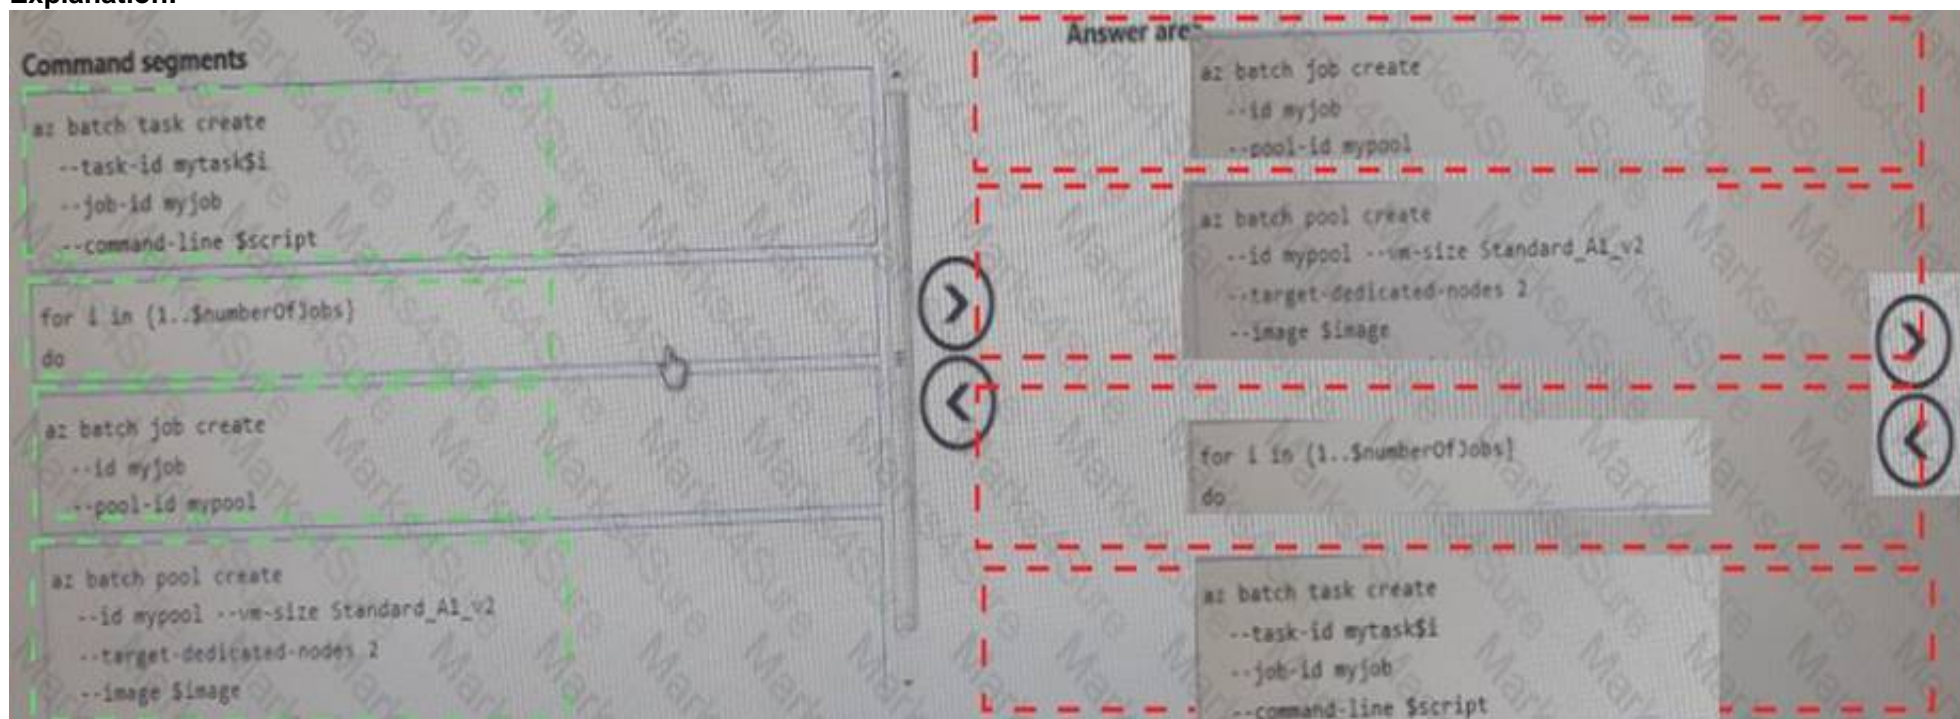 Explanation:
Command segments
az batch task create
--task-id mytask$i
--job-id myjob
--command-line $script
for i in {1..$numberOfJobs}
do
az batch job create
--id myjob
--pool-id mypool
az batch pool create
--id mypool --vm-size Standard_A1_v2
--target-dedicated-nodes 2
--image $image
Answer area
az batch job create
--id myjob
--pool-id mypool
az batch pool create
--id mypool --vm-size Standard_A1_v2
--target-dedicated-nodes 2
--image $image
for i in {1..$numberOfJobs}
do
az batch task create
--task-id mytask$i
--job-id myjob
--command-line $script
Marks4Sure